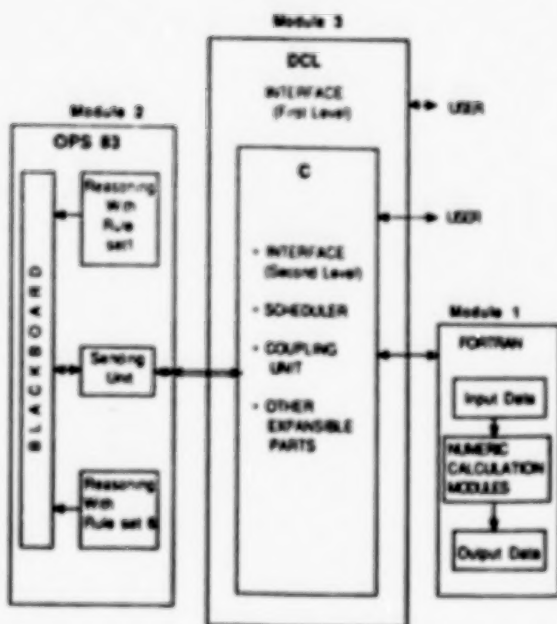 Module 3
DCL
INTERFACE
(First Level)
USER
Module 2
OPS 83
BLACKBOARD
Reasoning
With
Rule
set1
Sending
Unit
Reasoning
With
Rule set
C
USER
• INTERFACE
(Second Level)
• SCHEDULER
• COUPLING
UNIT
• OTHER
EXPANSIBLE
PARTS
Module 1
FORTRAN
Input Data
NUMERIC
CALCULATION
MODULES
Output Data